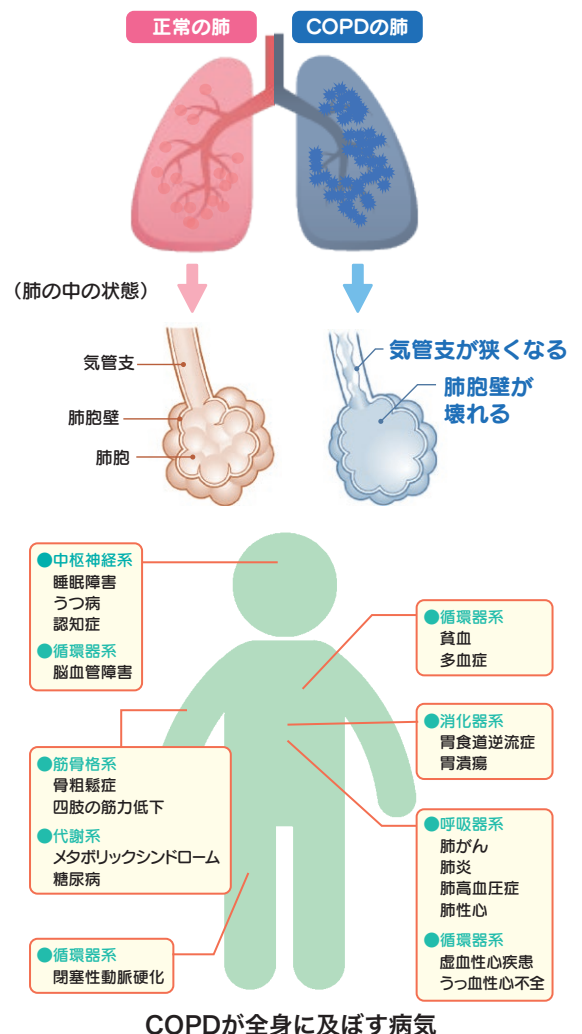 正常の肺
COPDの肺
(肺の中の状態)
気管支
肺胞壁
肺胞
気管支が狭くなる
肺胞壁が
壊れる
●中枢神経系
睡眠障害
うつ病
認知症
●循環器系
脳血管障害
●筋骨格系
骨粗鬆症
四肢の筋力低下
●代謝系
メタボリックシンドローム
糖尿病
●循環器系
閉塞性動脈硬化
●循環器系
貧血
多血症
●消化器系
胃食道逆流症
胃潰瘍
●呼吸器系
肺がん
肺炎
肺高血圧症
肺性心
●循環器系
虚血性心疾患
うっ血性心不全
COPDが全身に及ぼす病気